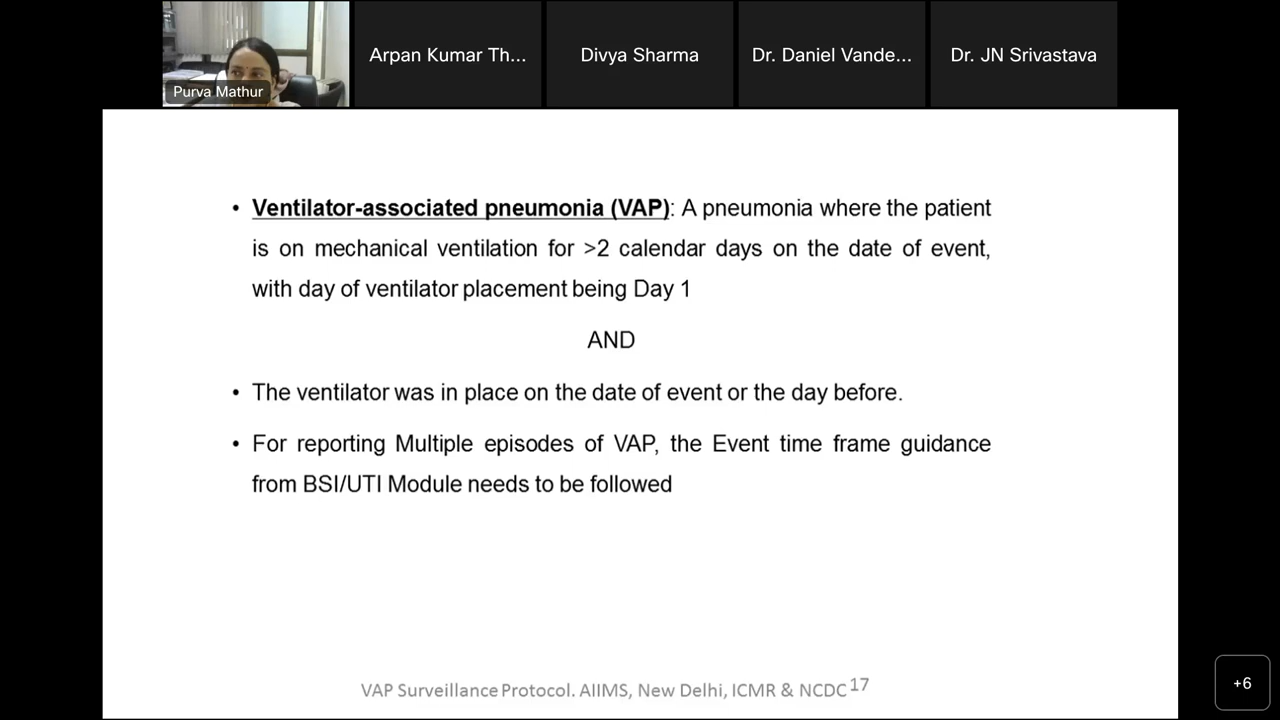 Purva Mathur
Arpan Kumar Th...
Divya Sharma
Dr. Daniel Vande...
Dr. JN Srivastava
• Ventilator-associated pneumonia (VAP): A pneumonia where the patient
is on mechanical ventilation for >2 calendar days on the date of event,
with day of ventilator placement being Day 1
AND
• The ventilator was in place on the date of event or the day before.
• For reporting Multiple episodes of VAP, the Event time frame guidance
from BSI/UTI Module needs to be followed
VAP Surveillance Protocol. AIIMS, New Delhi, ICMR & NCDC 17
+6